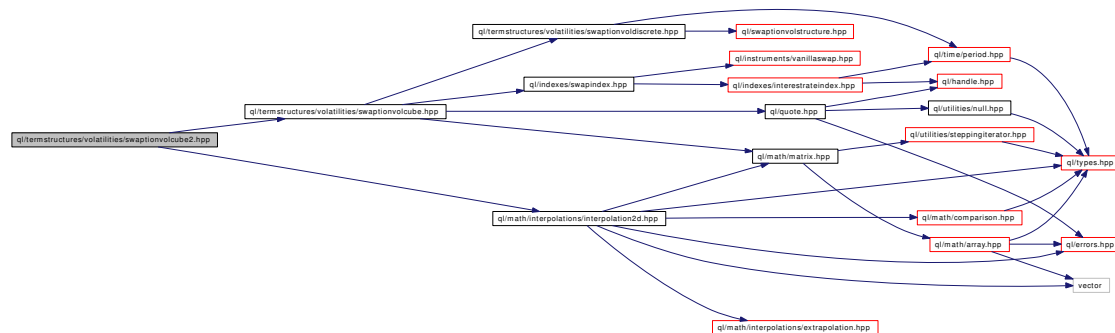 ql/termstructures/volatilities/swaptionvoldiscrete.hpp
ql/swaptionvolstructure.hpp
ql/time/period.hpp
ql/instruments/vanillaswap.hpp
ql/indexes/swapindex.hpp
ql/indexes/interestrateindex.hpp
ql/handle.hpp
ql/termstructures/volatilities/swaptionvolcube.hpp
ql/quote.hpp
ql/utilities/null.hpp
ql/termstructures/volatilities/swaptionvolcube2.hpp
ql/utilities/steppingiterator.hpp
ql/math/matrix.hpp
ql/types.hpp
ql/math/interpolations/interpolation2d.hpp
ql/math/comparison.hpp
ql/math/array.hpp
ql/errors.hpp
vector
ql/math/interpolations/extrapolation.hpp